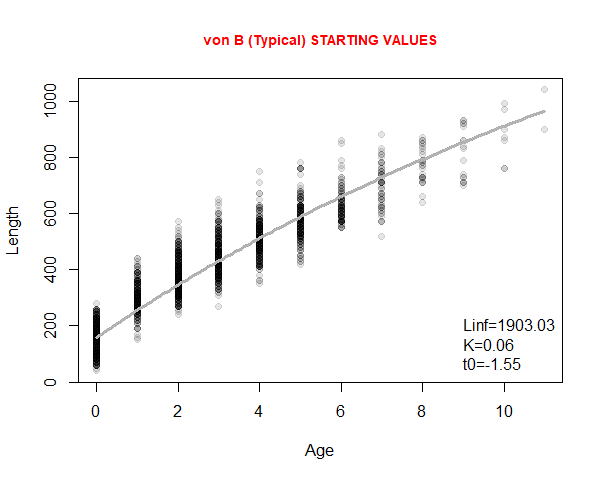 von B (Typical) STARTING VALUES
Length
1000
800
600
400
200
0
Linf=1903.03
K=0.06
t0=-1.55
0 2 4 6 8 10
Age